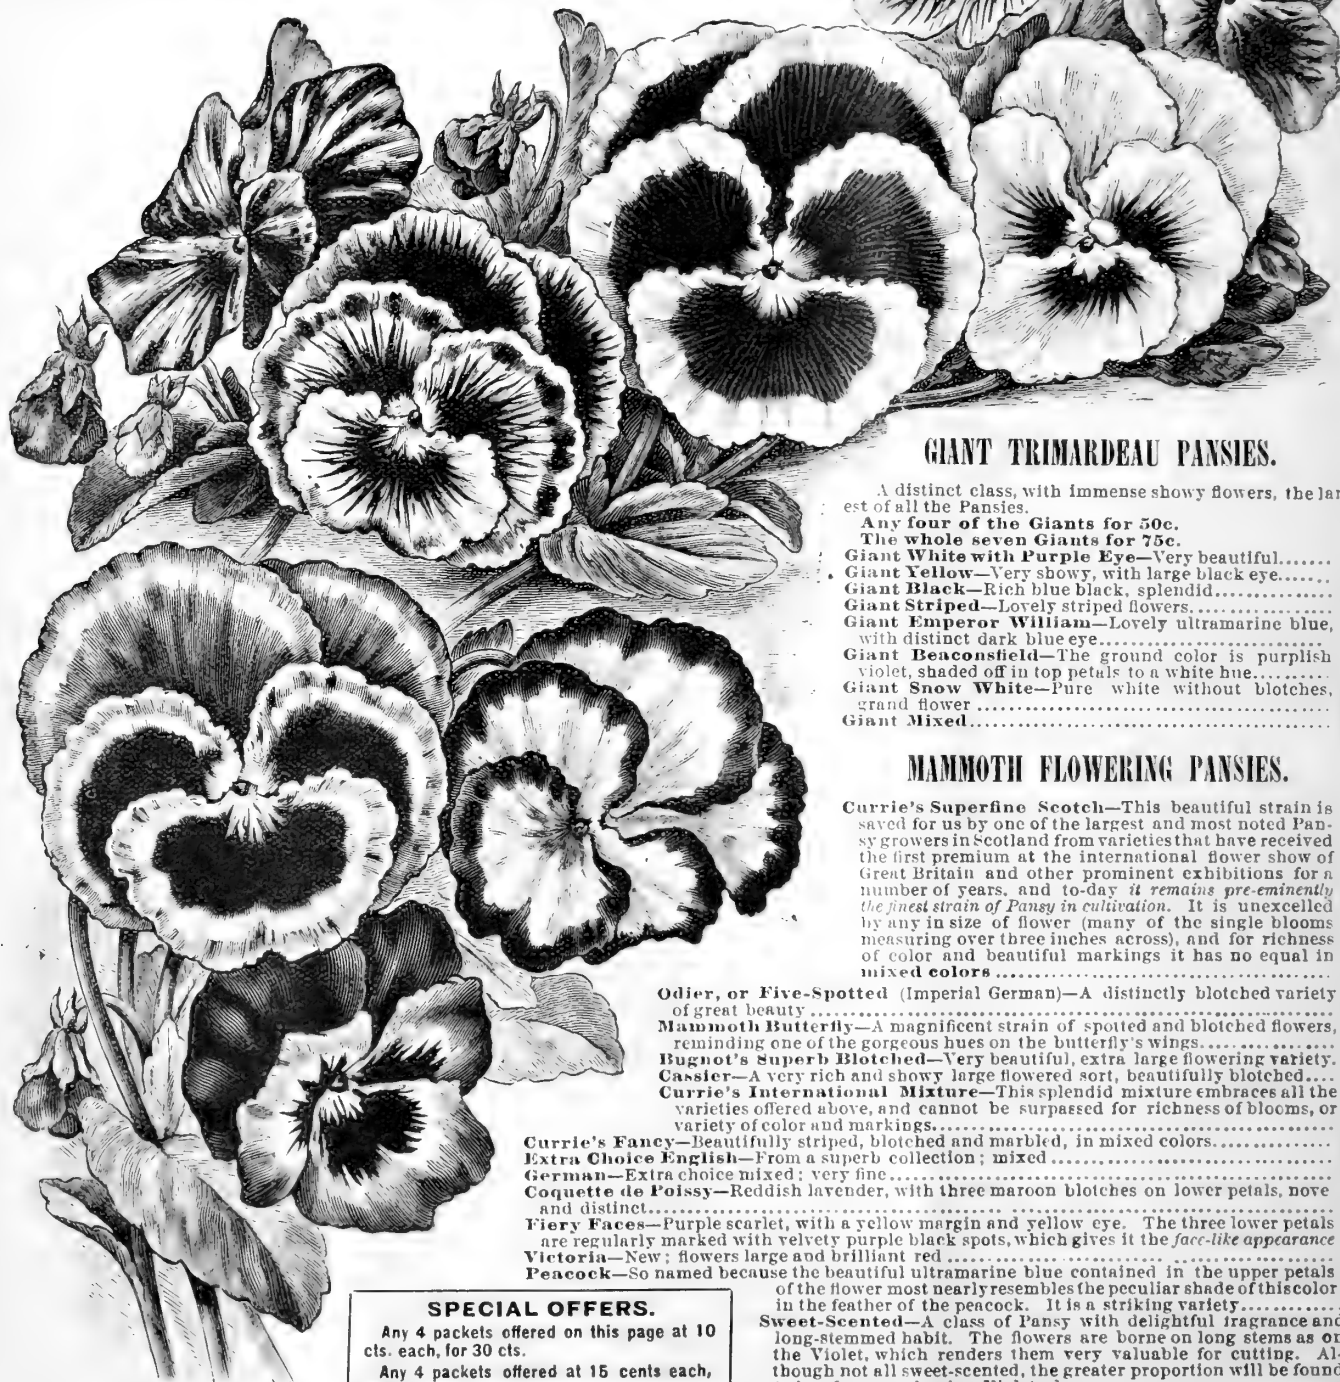 GIANT TRIMARDEAU PANSIES.
A distinct class, with immense showy flowers, the lar
est of all the Pansies.
Any four of the Giants for 50c.
The whole seven Giants for 75c.
Giant White with Purple Eye—Very beautiful.......
Giant Yellow—Very showy, with large black eye......
Giant Black—Rich blue black, splendid..............
Giant Striped—Lovely striped flowers................
Giant Emperor William—Lovely ultramarine blue,
with distinct dark blue eye..........................
Giant Beaconsfield—The ground color is purplish
violet, shaded off in top petals to a white hue.........
Giant Snow White—Pure white without blotches,
grand flower ........................................
Giant Mixed.........................................
MAMMOTH FLOWERING PANSIES.
Currie's Superfine Scotch—This beautiful strain is
saved for us by one of the largest and most noted Pan-
sy growers in Scotland from varieties that have received
the first premium at the international flower show of
Great Britain and other prominent exhibitions for a
number of years, and to-day it remains pre-eminently
the finest strain of Pansy in cultivation. It is unexcelled
by any in size of flower (many of the single blooms
measuring over three inches across), and for richness
of color and beautiful markings it has no equal in
mixed colors ........................................
Odier, or Five-Spotted (Imperial German)—A distinctly blotched variety
of great beauty ........................................
Mammoth Butterfly—A magnificent strain of spotted and blotched flowers,
reminding one of the gorgeous hues on the butterfly's wings..............
Bugnot's Superb Blotched—Very beautiful, extra large flowering variety.
Cassier—A very rich and showy large flowered sort, beautifully blotched....
Currie's International Mixture—This splendid mixture embraces all the
varieties offered above, and cannot be surpassed for richness of blooms, or
variety of color and markings........................................
Currie's Fancy—Beautifully striped, blotched and marbled, in mixed colors..............
Extra Choice English—From a superb collection; mixed ..............................
German—Extra choice mixed; very fine........................................
Coquette de Poissy—Reddish lavender, with three maroon blotches on lower petals, nove
and distinct........................................
Fiery Faces—Purple scarlet, with a yellow margin and yellow eye. The three lower petals
are regularly marked with velvety purple black spots, which gives it the face-like appearance
Victoria—New; flowers large and brilliant red ........................................
Peacock—So named because the beautiful ultramarine blue contained in the upper petals
of the flower most nearly resembles the peculiar shade of this color
in the feather of the peacock. It is a striking variety............
Sweet-Scented—A class of Pansy with delightful fragrance and
long-stemmed habit. The flowers are borne on long stems as on
the Violet, which renders them very valuable for cutting. Al-
though not all sweet-scented, the greater proportion will be found
SPECIAL OFFERS.
Any 4 packets offered on this page at 10
cts. each, for 30 cts.
Any 4 packets offered at 15 cents each,